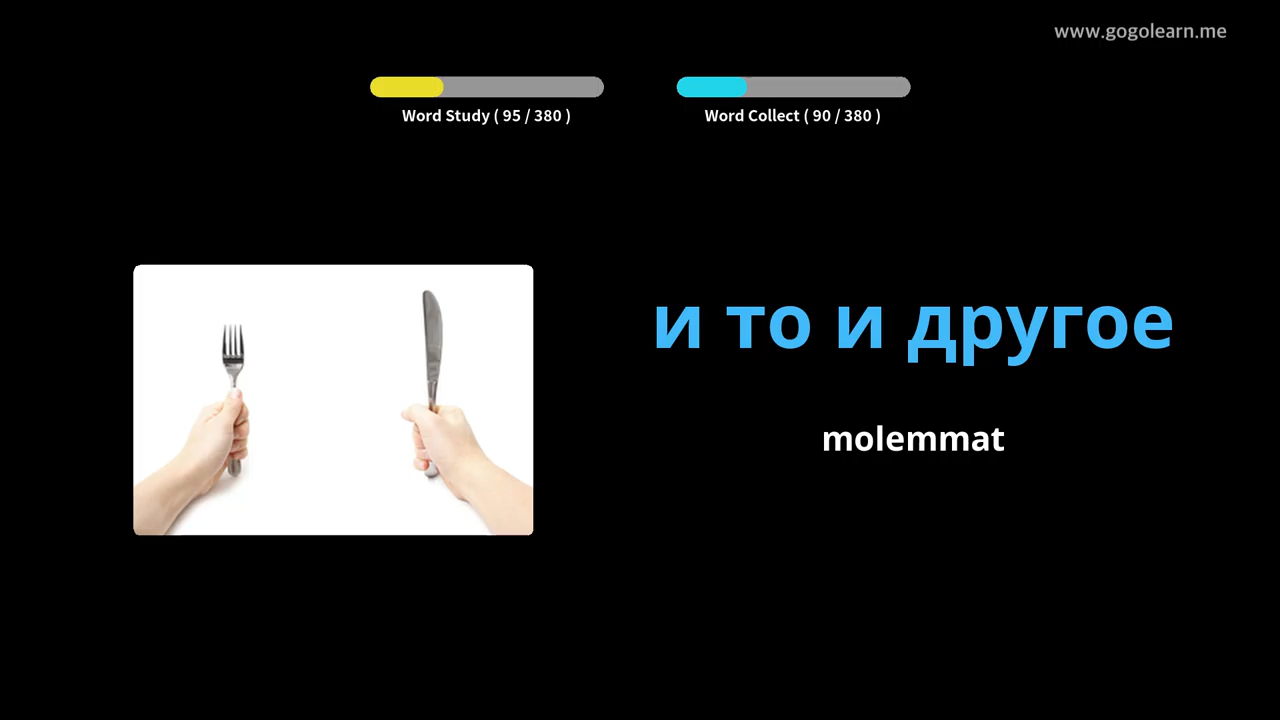 www.gogolearn.me
Word Study ( 95 / 380 )
Word Collect ( 90 / 380 )
и то и другое
molemmat